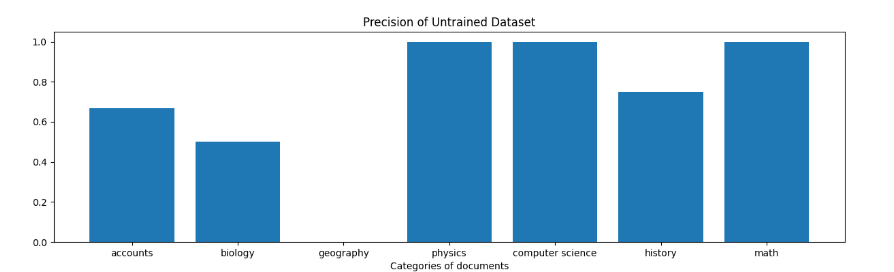 Precision of Untrained Dataset
1.0
0.8
0.6
0.4
0.2
0.0
accounts biology geography physics computer science history math
Categories of documents